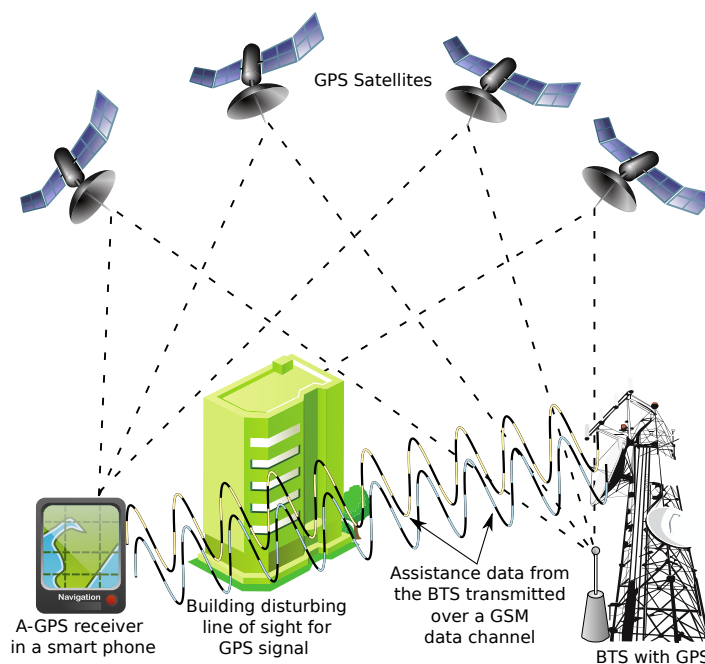 GPS Satellites
Navigation
A-GPS receiver
in a smart phone
Building disturbing
line of sight for
GPS signal
Assistance data from
the BTS transmitted
over a GSM
data channel
BTS with GPS